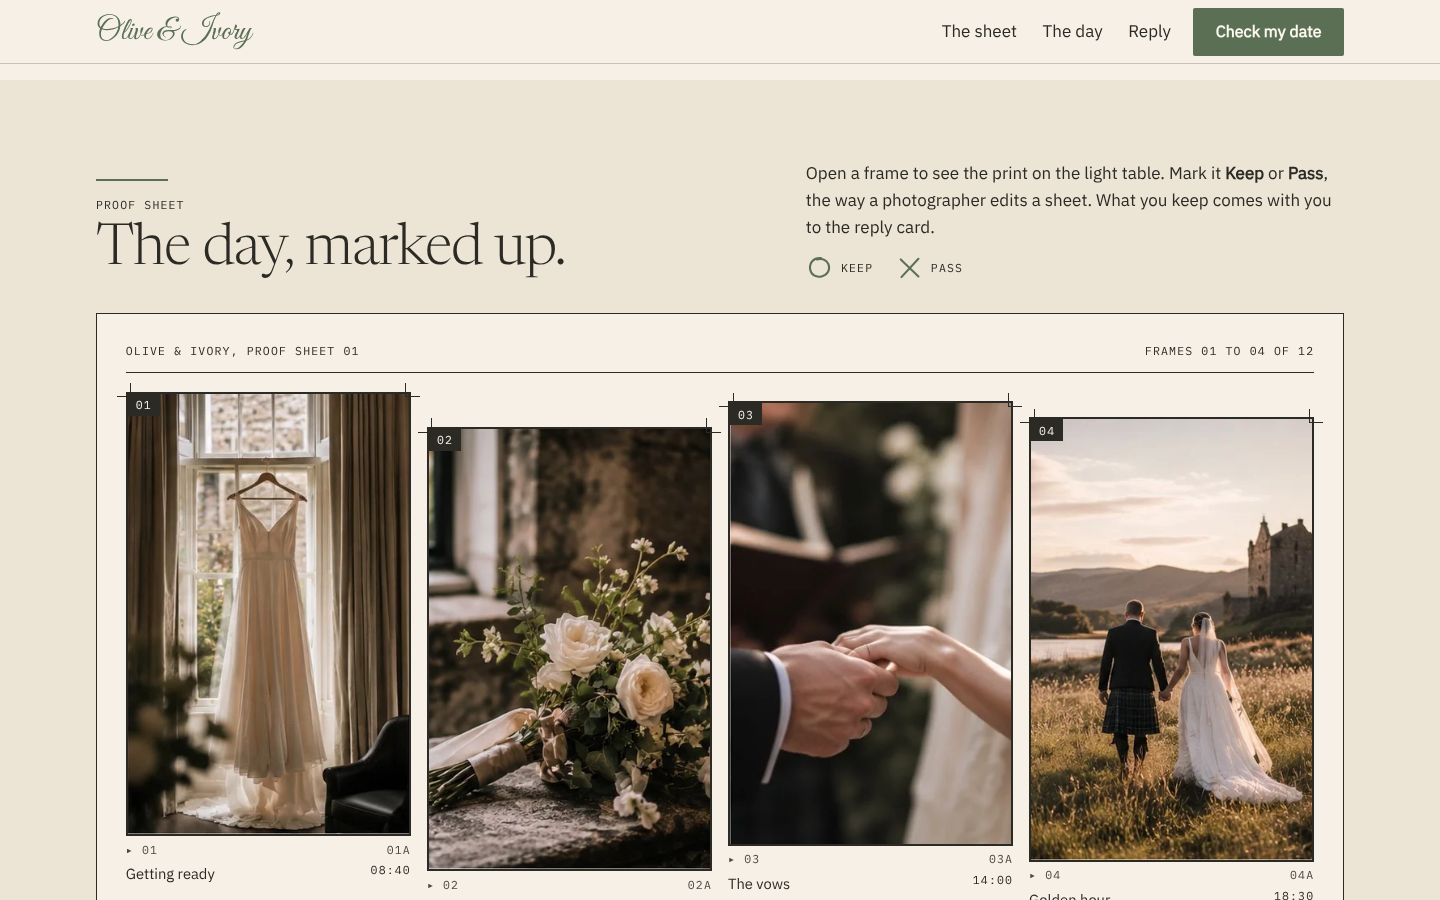 Olive & Ivory
The sheet
The day
Reply
Check my date
PROOF SHEET
The day, marked up.
Open a frame to see the print on the light table. Mark it Keep or Pass,
the way a photographer edits a sheet. What you keep comes with you
to the reply card.
KEEP
PASS
OLIVE & IVORY, PROOF SHEET 01
FRAMES 01 TO 04 OF 12
01
02
03
04
▸ 01
01A
Getting ready
08:40
▸ 02
02A
▸ 03
03A
The vows
14:00
▸ 04
04A
Golden hour
18:30